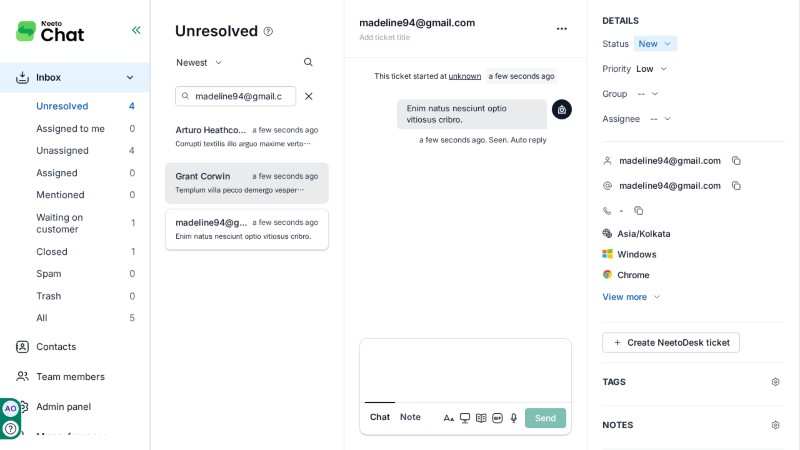 Neeto
Chat
Inbox
Unresolved 4
Assigned to me 0
Unassigned 4
Assigned 0
Mentioned 0
Waiting on
customer 1
Closed 1
Spam 0
Trash 0
All 5
Contacts
Team members
Admin panel
AO
Unresolved
Newest
madeline94@gmail.c
Arturo Heathco... a few seconds ago
Corrupti textilis illo arguo maxime verto...
Grant Corwin a few seconds ago
Templum villa pecco demergo vesper...
madeline94@g... a few seconds ago
Enim natus nesciunt optio vitiosus cribro.
madeline94@gmail.com
Add ticket title
This ticket started at unknown a few seconds ago
Enim natus nesciunt optio
vitiosus cribro.
a few seconds ago. Seen. Auto reply
Chat Note
GIF
Send
DETAILS
Status New
Priority Low
Group --
Assignee --
madeline94@gmail.com
madeline94@gmail.com
-
Asia/Kolkata
Windows
Chrome
View more
+ Create NeetoDesk ticket
TAGS
NOTES